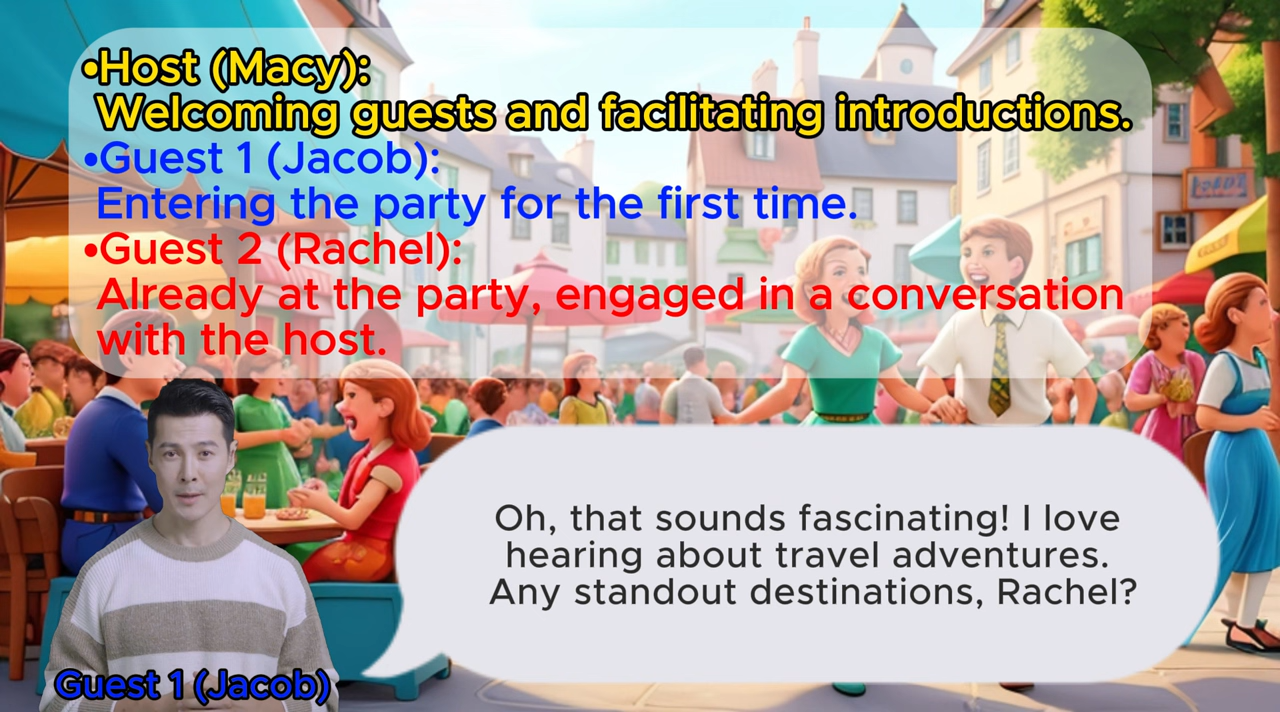 •Host (Macy):
Welcoming guests and facilitating introductions.
•Guest 1 (Jacob):
Entering the party for the first time.
•Guest 2 (Rachel):
Already at the party, engaged in a conversation
with the host.
Oh, that sounds fascinating! I love
hearing about travel adventures.
Any standout destinations, Rachel?
Guest 1 (Jacob)